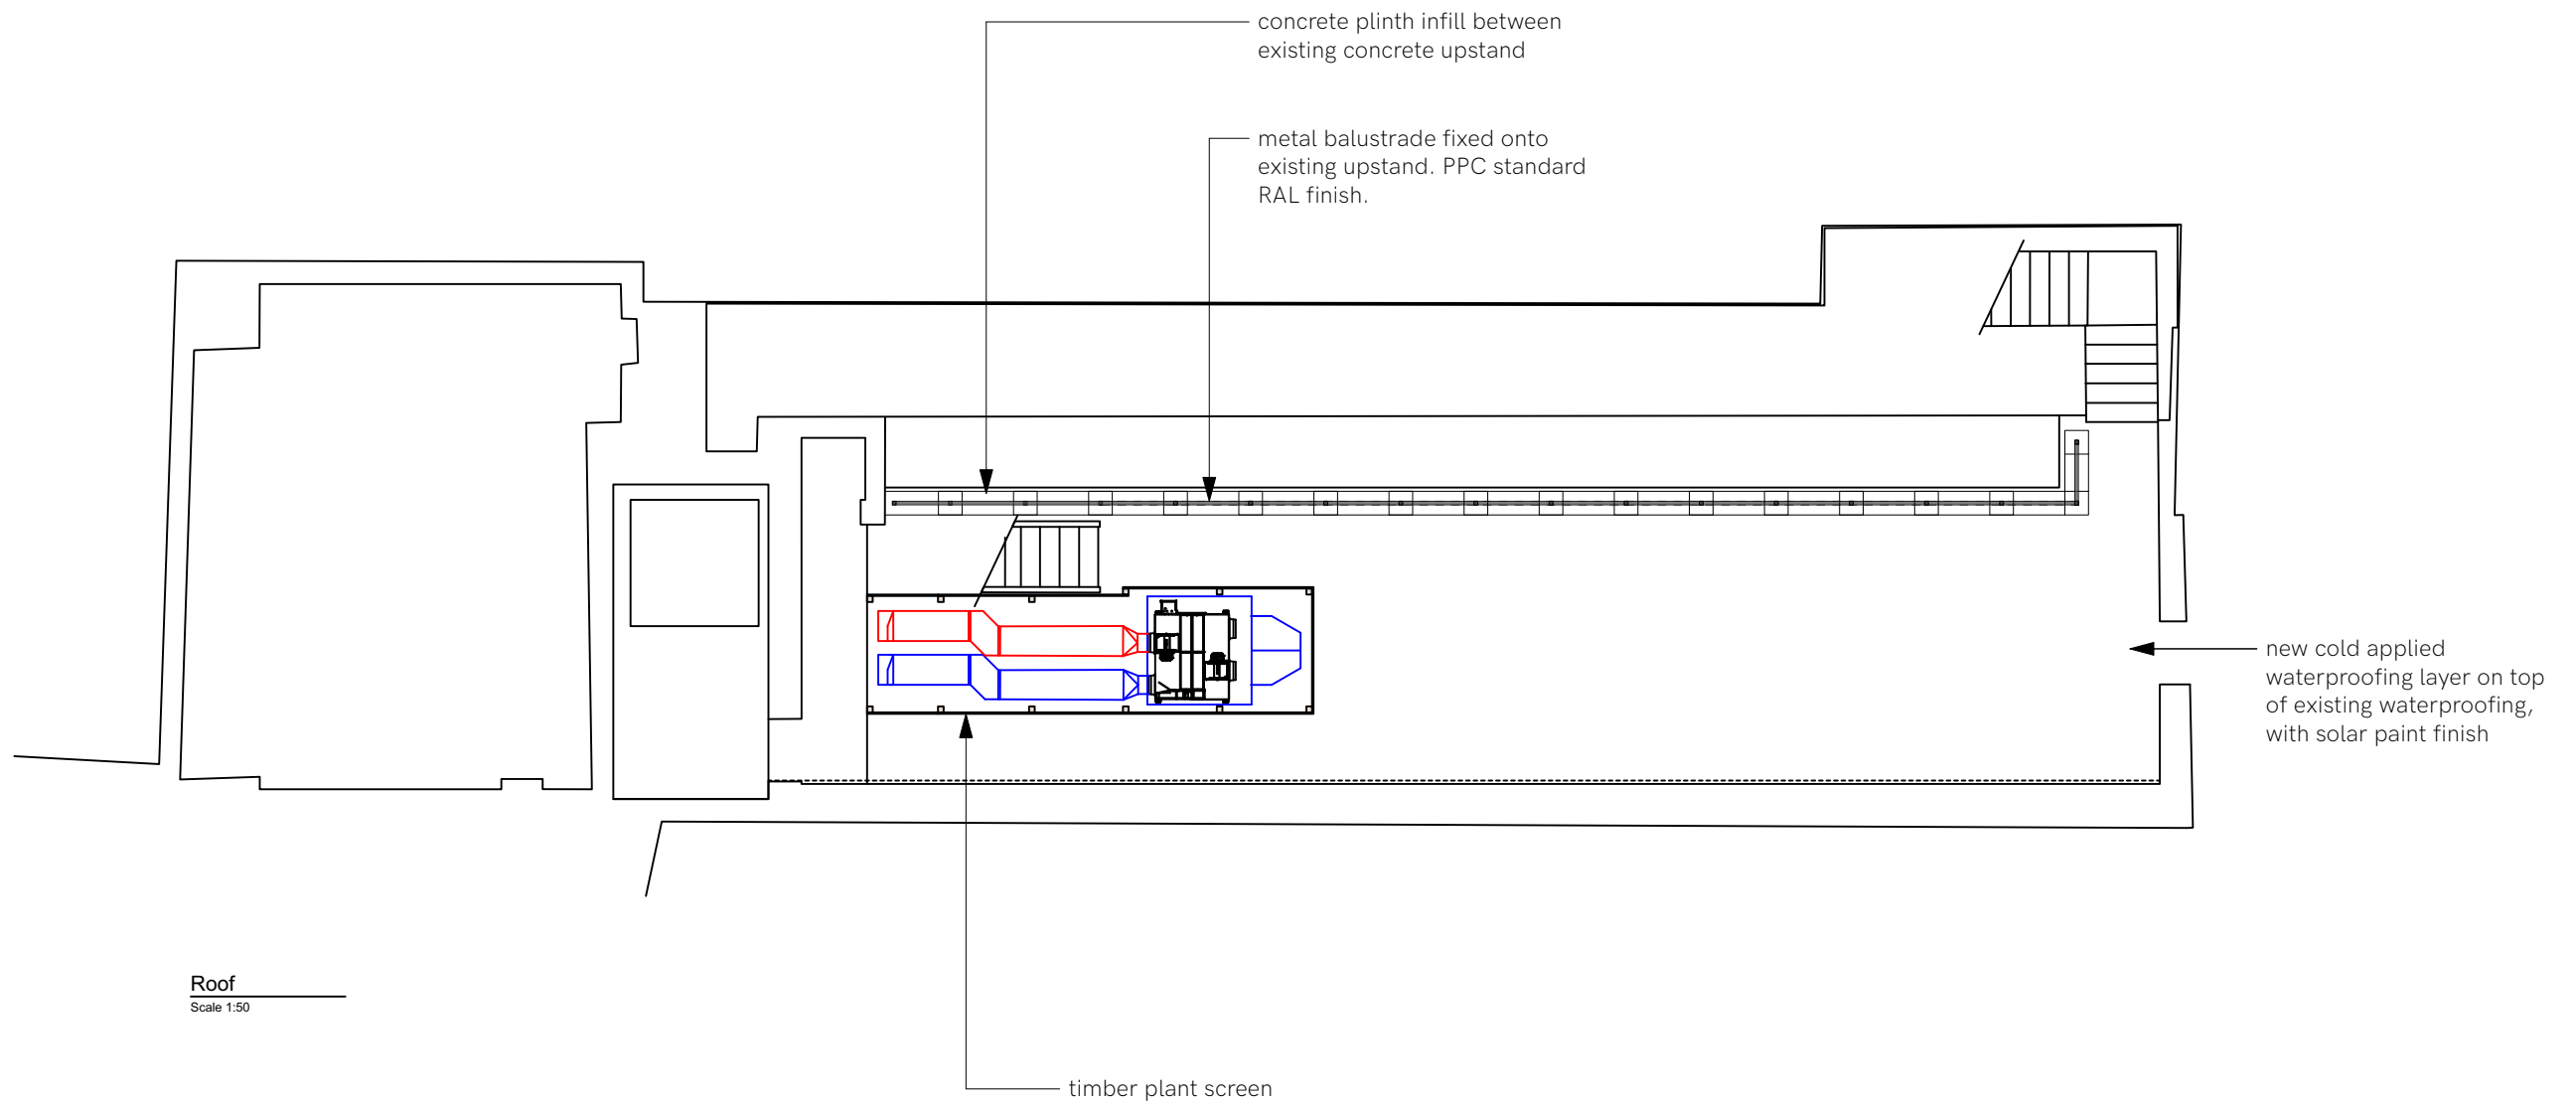 concrete plinth infill between
existing concrete upstand
metal balustrade fixed onto
existing upstand. PPC standard
RAL finish.
new cold applied
waterproofing layer on top
of existing waterproofing,
with solar paint finish
Roof
Scale 1:50
timber plant screen